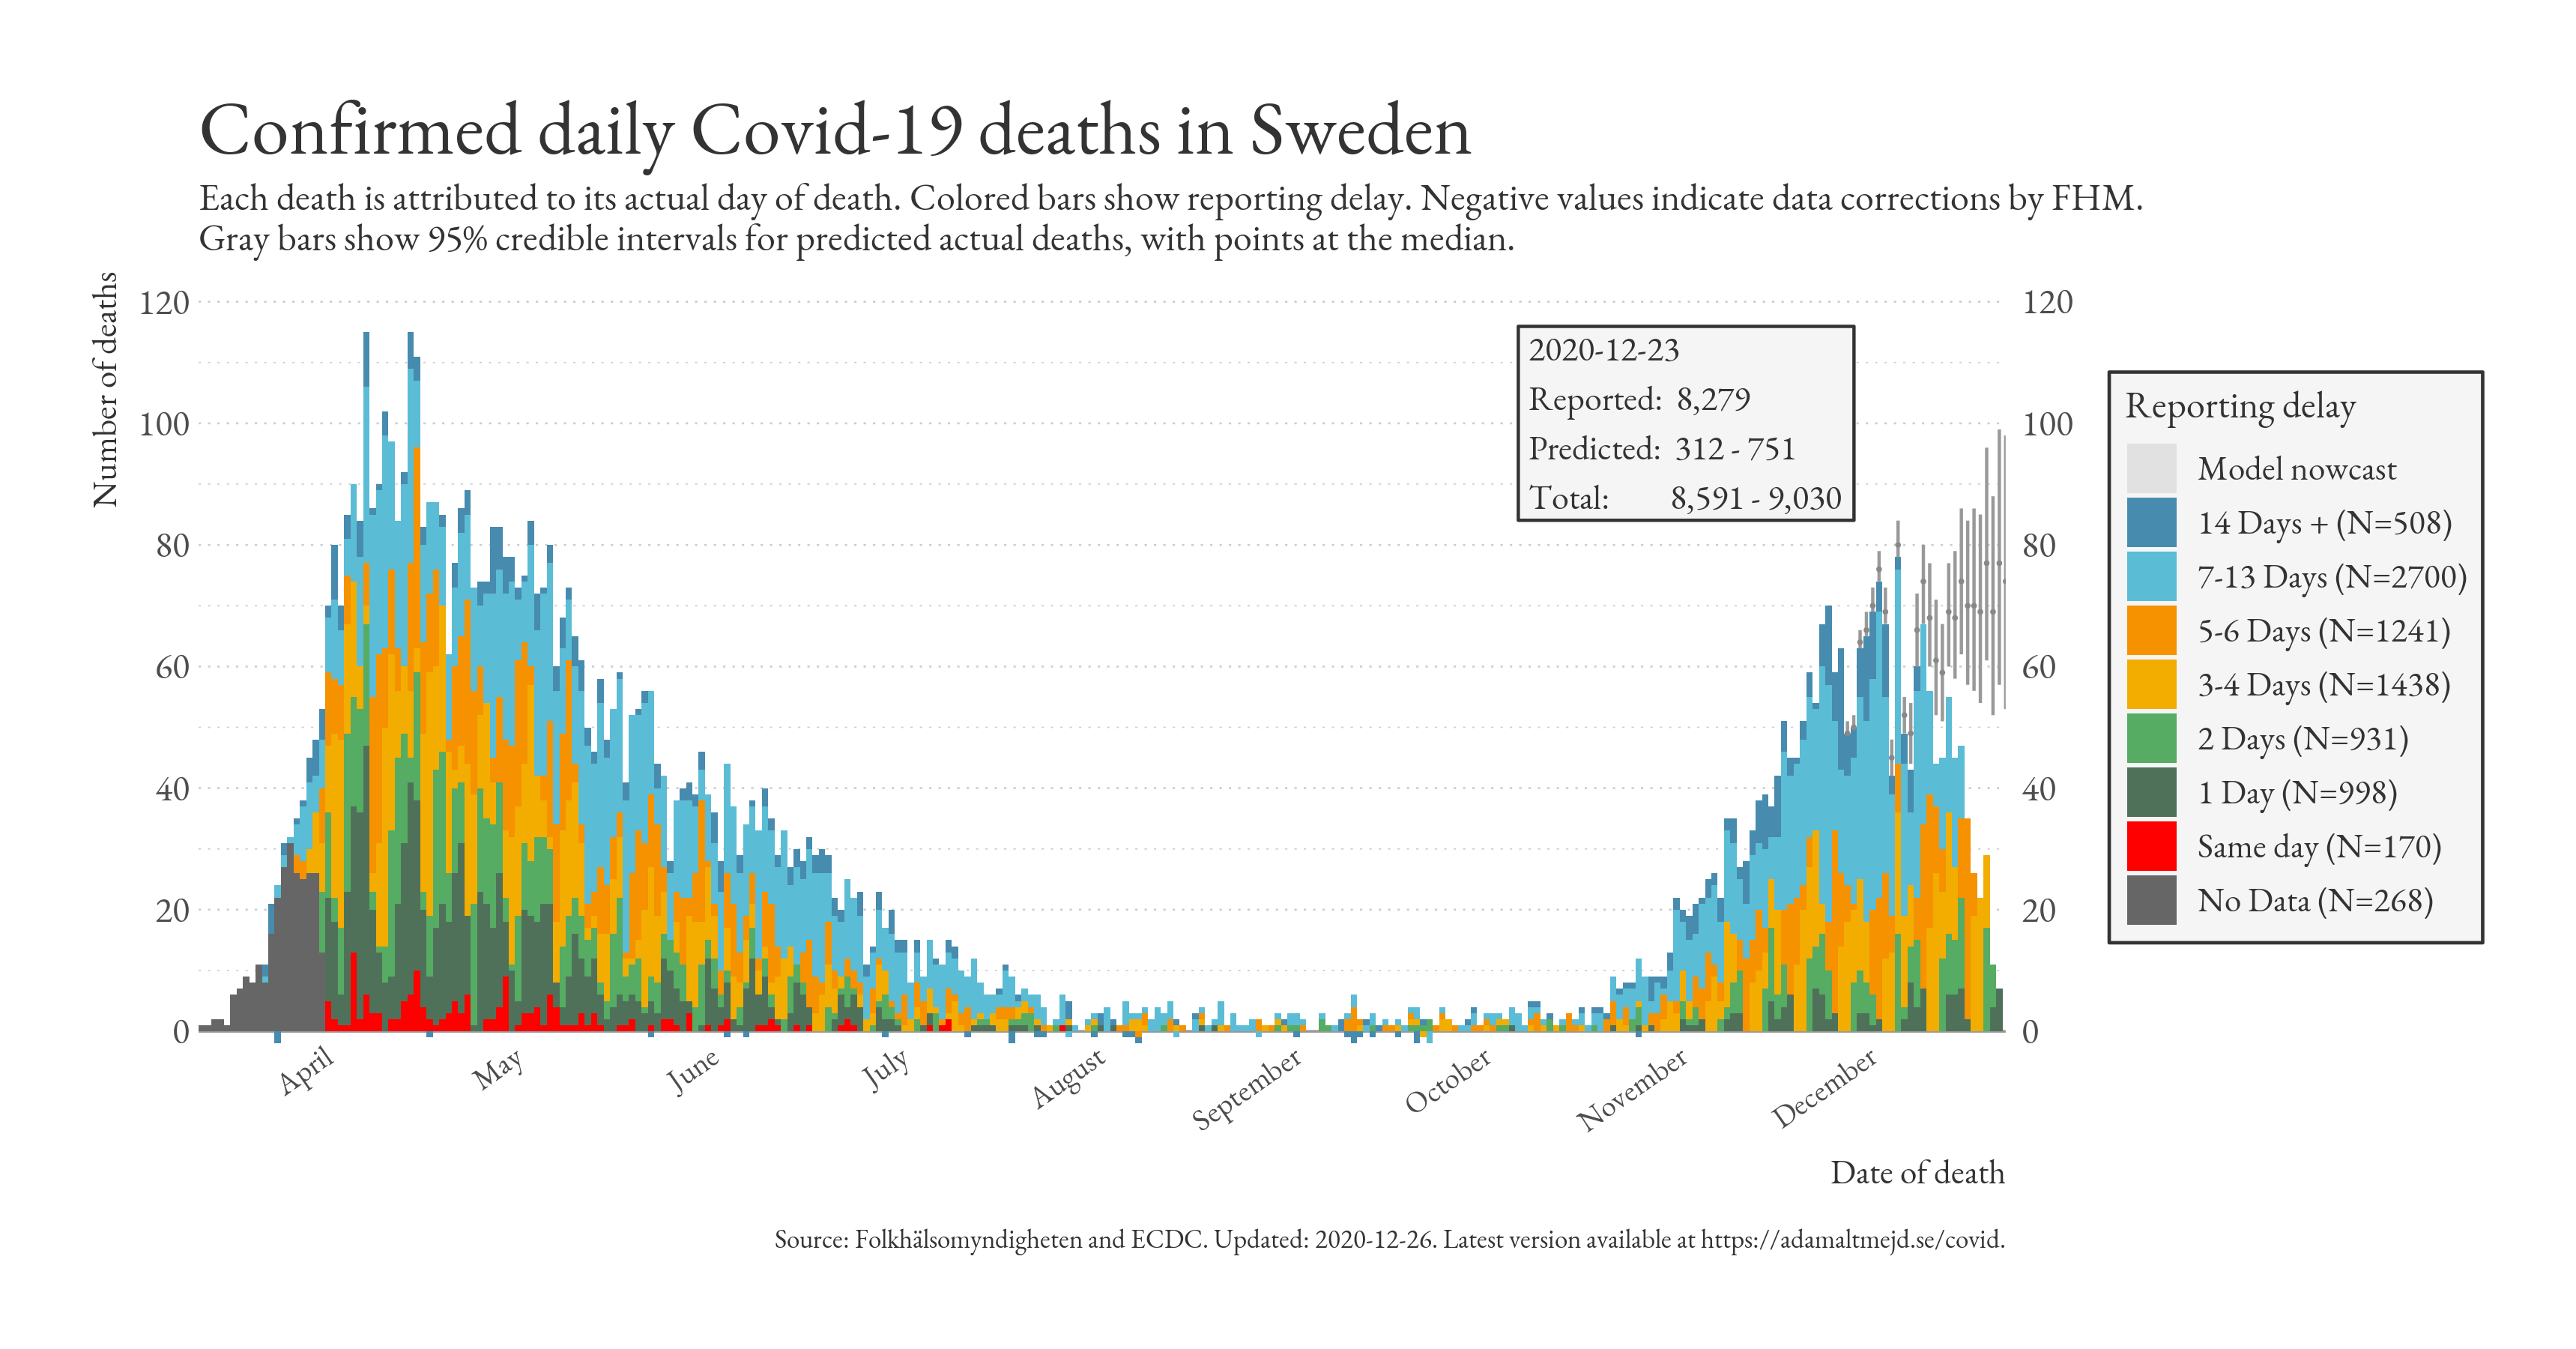 Confirmed daily Covid-19 deaths in Sweden
Each death is attributed to its actual day of death. Colored bars show reporting delay. Negative values indicate data corrections by FHM.
Gray bars show 95% credible intervals for predicted actual deaths, with points at the median.
Number of deaths
120
100
80
60
40
20
0
120
100
80
60
40
20
0
2020-12-23
Reported: 8,279
Predicted: 312 - 751
Total: 8,591 - 9,030
Reporting delay
Model nowcast
14 Days + (N=508)
7-13 Days (N=2700)
5-6 Days (N=1241)
3-4 Days (N=1438)
2 Days (N=931)
1 Day (N=998)
Same day (N=170)
No Data (N=268)
April
May
June
July
August
September
October
November
December
Date of death
Source: Folkhälsomyndigheten and ECDC. Updated: 2020-12-26. Latest version available at https://adamaltmejd.se/covid.